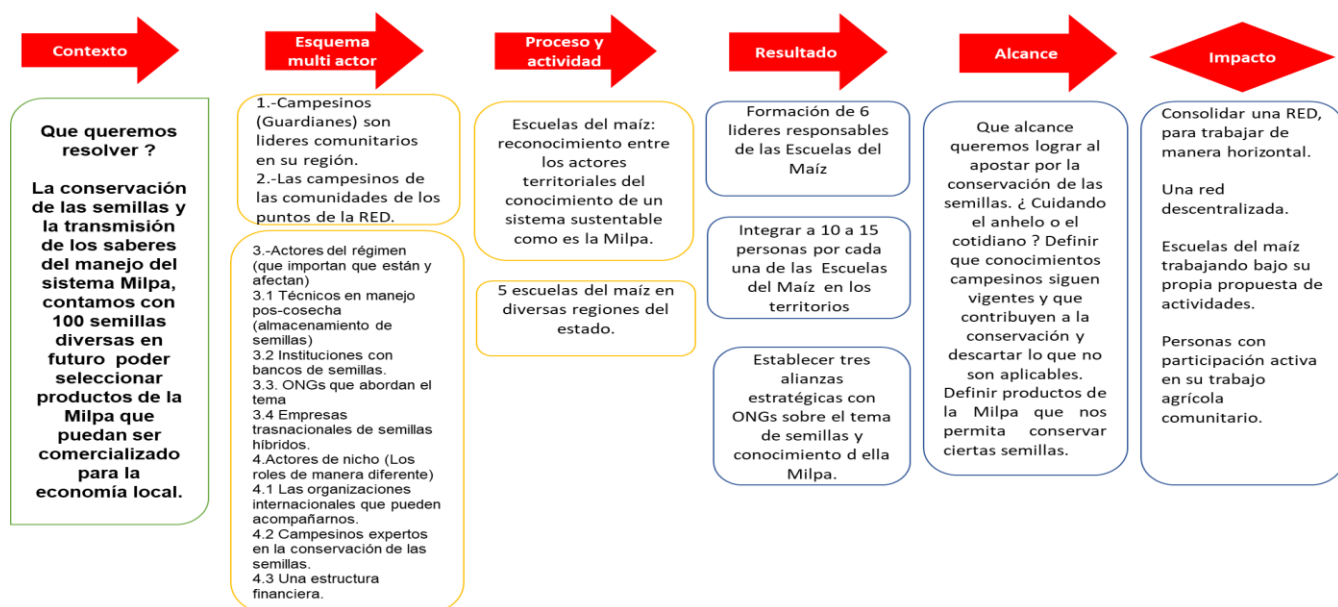 Contexto
Que queremos
resolver ?
La conservación
de las semillas y
la transmisión
de los saberes
del manejo del
sistema Milpa,
contamos con
100 semillas
diversas en
futuro poder
seleccionar
productos de la
Milpa que
puedan ser
comercializado
para la
economía local.
Esquema
multi actor
1.-Campesinos
(Guardianes) son
lideres comunitarios
en su región.
2.-Las campesinos de
las comunidades de los
puntos de la RED.
3.-Actores del régimen
(que importan que están y
afectan)
3.1 Técnicos en manejo
pos-cosecha
(almacenamiento de
semillas)
3.2 Instituciones con
bancos de semillas.
3.3. ONGs que abordan el
tema
3.4 Empresas
trasnacionales de semillas
híbridos.
4.Actores de nicho (Los
roles de manera diferente)
4.1 Las organizaciones
internacionales que pueden
acompañarnos.
4.2 Campesinos expertos
en la conservación de las
semillas.
4.3 Una estructura
financiera.
Proceso y
actividad
Escuelas del maíz:
reconocimiento entre
los actores
territoriales del
conocimiento de un
sistema sustentable
como es la Milpa.
5 escuelas del maíz en
diversas regiones del
estado.
Resultado
Formación de 6
lideres responsables
de las Escuelas del
Maíz
Integrar a 10 a 15
personas por cada
una de las Escuelas
del Maíz en los
territorios
Establecer tres
alianzas
estratégicas con
ONGs sobre el tema
de semillas y
conocimiento d ella
Milpa.
Alcance
Que alcance
queremos lograr al
apostar por la
conservación de las
semillas. ¿ Cuidando
el anhelo o el
cotidiano ? Definir
que conocimientos
campesinos siguen
vigentes y que
contribuyen a la
conservación y
descartar lo que no
son aplicables.
Definir productos de
la Milpa que nos
permita conservar
ciertas semillas.
Impacto
Consolidar una RED,
para trabajar de
manera horizontal.
Una red
descentralizada.
Escuelas del maíz
trabajando bajo su
propia propuesta de
actividades.
Personas con
participación activa
en su trabajo
agrícola
comunitario.